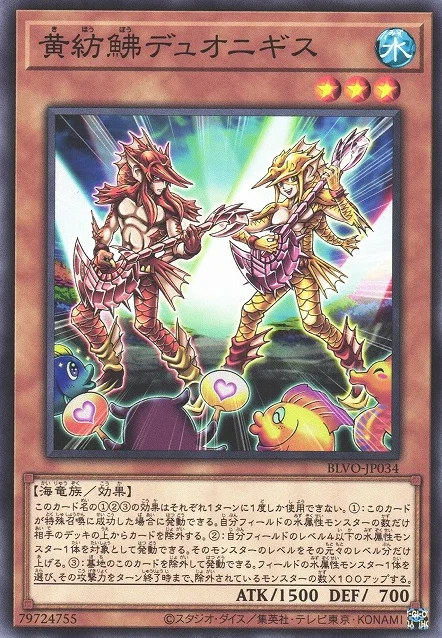 黄紡鮄デュオニギス
水
BLVO-JP034
【海竜族／効果】
このカード名の①②③の効果はそれぞれ1ターンに1度しか使用できない。①：このカード
が特殊召喚に成功した場合に発動できる。自分フィールドの水属性モンスターの数だけ
相手のデッキの上からカードを除外する。②：自分フィールドのレベル4以下の水属性モン
スター1体を対象として発動できる。そのモンスターのレベルをその元々のレベル分だけ
上げる。③：墓地のこのカードを除外して発動できる。フィールドの水属性モンスター1体を
選び、その攻撃力をターン終了時まで、除外されているモンスターの数×100アップする。
ATK/1500 DEF/ 700
79724755
©スタジオ・ダイス／集英社・テレビ東京・KONAMI